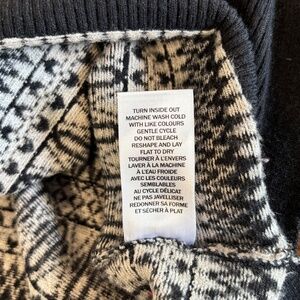 TURN INSIDE OUT
MACHINE WASH COLD
WITH LIKE COLOURS
GENTLE CYCLE
DO NOT BLEACH
RESHAPE AND LAY
FLAT TO DRY
TOURNER À L'ENVERS
LAVER À LA MACHINE
À L'EAU FROIDE
AVEC LES COULEURS
SEMBLABLES
AU CYCLE DÉLICAT
NE PAS JAVELLISER
REDONNER SA FORME
ET SÉCHER À PLAT